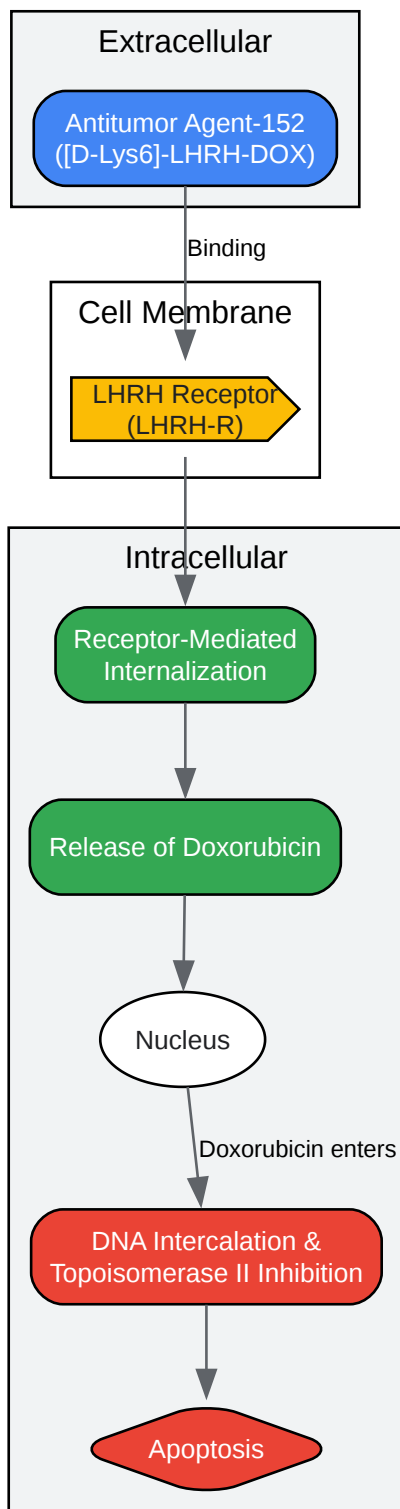 Extracellular
Antitumor Agent-152
([D-Lys6]-LHRH-DOX)
Binding
Cell Membrane
LHRH Receptor
(LHRH-R)
Intracellular
Receptor-Mediated
Internalization
Release of Doxorubicin
Nucleus
Doxorubicin enters
DNA Intercalation &
Topoisomerase II Inhibition
Apoptosis